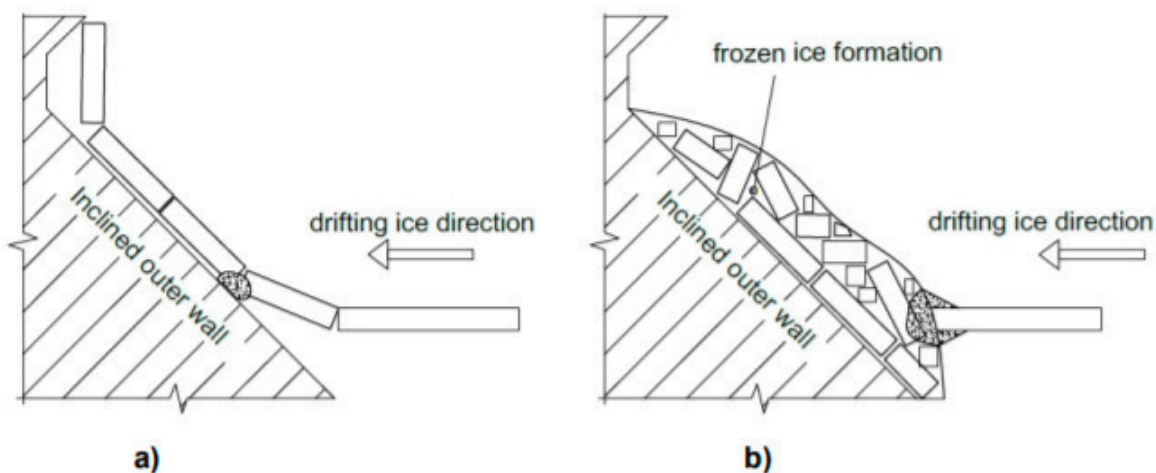 frozen ice formation
Inclined outer wall
drifting ice direction
Inclined outer wall
drifting ice direction
a)
b)